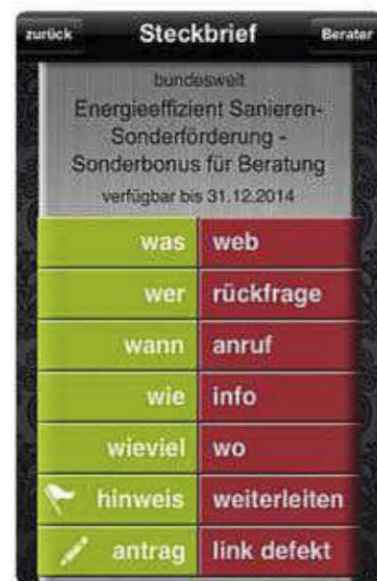 zurück Steckbrief Berater
bundesweit
Energieeffizient Sanieren-
Sonderförderung -
Sonderbonus für Beratung
verfügbar bis 31.12.2014
was web
wer rückfrage
wann anruf
wie info
wieviel wo
hinweis weiterleiten
antrag link defekt